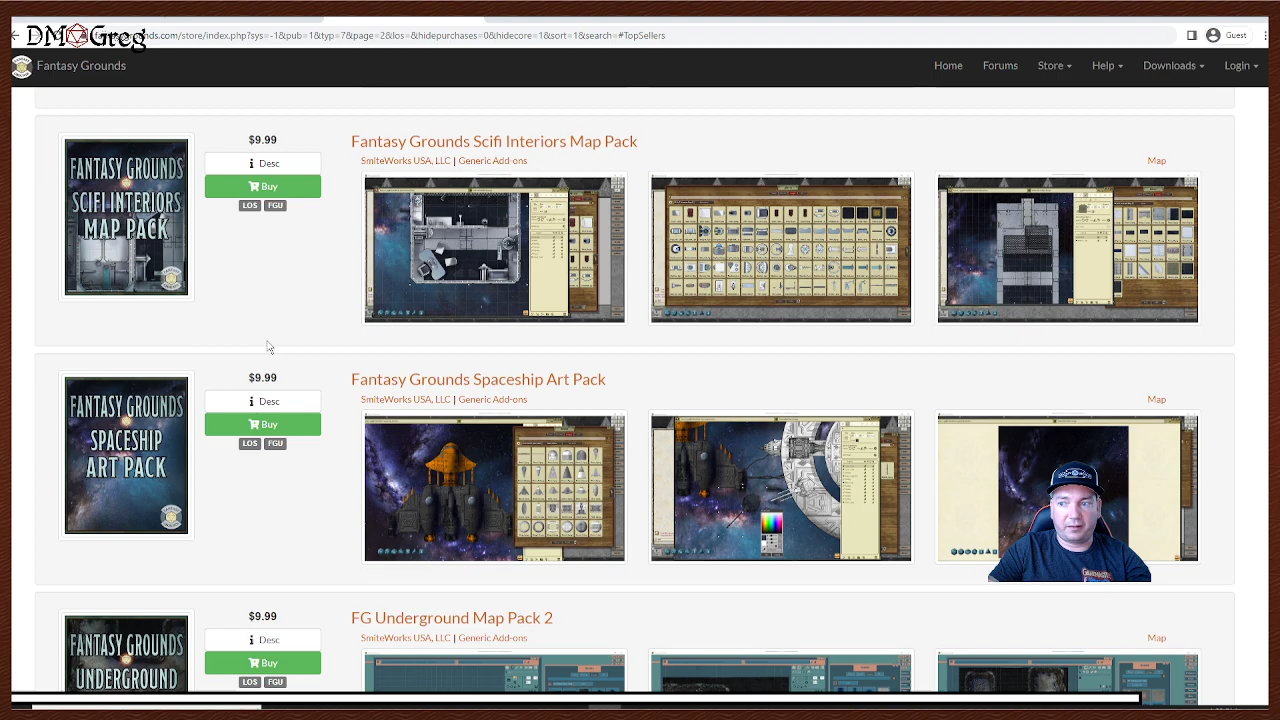 DM Greg
ds.com/store/index.php?sys=-1&pub=1&typ=7&page=2&los=&hidepurchases=0&hidecore=1&sort=1&search=#TopSellers
Guest
Fantasy Grounds
Home
Forums
Store
Help
Downloads
Login
FANTASY GROUNDS
SCIFI INTERIORS
MAP PACK
$9.99
Desc
Buy
LOS
FGU
Fantasy Grounds Scifi Interiors Map Pack
SmiteWorks USA, LLC | Generic Add-ons
Map
FANTASY GROUNDS
SPACESHIP
ART PACK
$9.99
Desc
Buy
LOS
FGU
Fantasy Grounds Spaceship Art Pack
SmiteWorks USA, LLC | Generic Add-ons
Map
FANTASY GROUNDS
UNDERGROUND
$9.99
Desc
Buy
LOS
FGU
FG Underground Map Pack 2
SmiteWorks USA, LLC | Generic Add-ons
Map